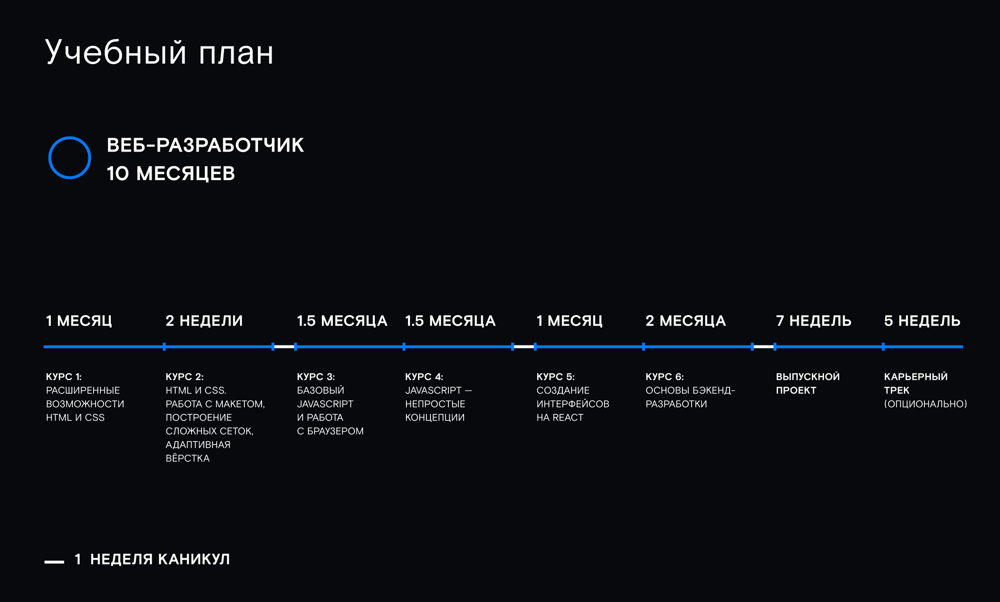 Учебный план
ВЕБ-РАЗРАБОТЧИК
10 МЕСЯЦЕВ
1 МЕСЯЦ
2 НЕДЕЛИ
1.5 МЕСЯЦА
1.5 МЕСЯЦА
1 МЕСЯЦ
2 МЕСЯЦА
7 НЕДЕЛЬ
5 НЕДЕЛЬ
КУРС 1:
РАСШИРЕННЫЕ
ВОЗМОЖНОСТИ
HTML И CSS
КУРС 2:
HTML И CSS.
РАБОТА С МАКЕТОМ,
ПОСТРОЕНИЕ
СЛОЖНЫХ СЕТОК,
АДАПТИВНАЯ
ВЁРСТКА
КУРС 3:
БАЗОВЫЙ
JAVASCRIPT
И РАБОТА
С БРАУЗЕРОМ
КУРС 4:
JAVASCRIPT —
НЕПРОСТЫЕ
КОНЦЕПЦИИ
КУРС 5:
СОЗДАНИЕ
ИНТЕРФЕЙСОВ
НА REACT
КУРС 6:
ОСНОВЫ БЭКЕНД-
РАЗРАБОТКИ
ВЫПУСКНОЙ
ПРОЕКТ
КАРЬЕРНЫЙ
ТРЕК
(ОПЦИОНАЛЬНО)
1 НЕДЕЛЯ КАНИКУЛ